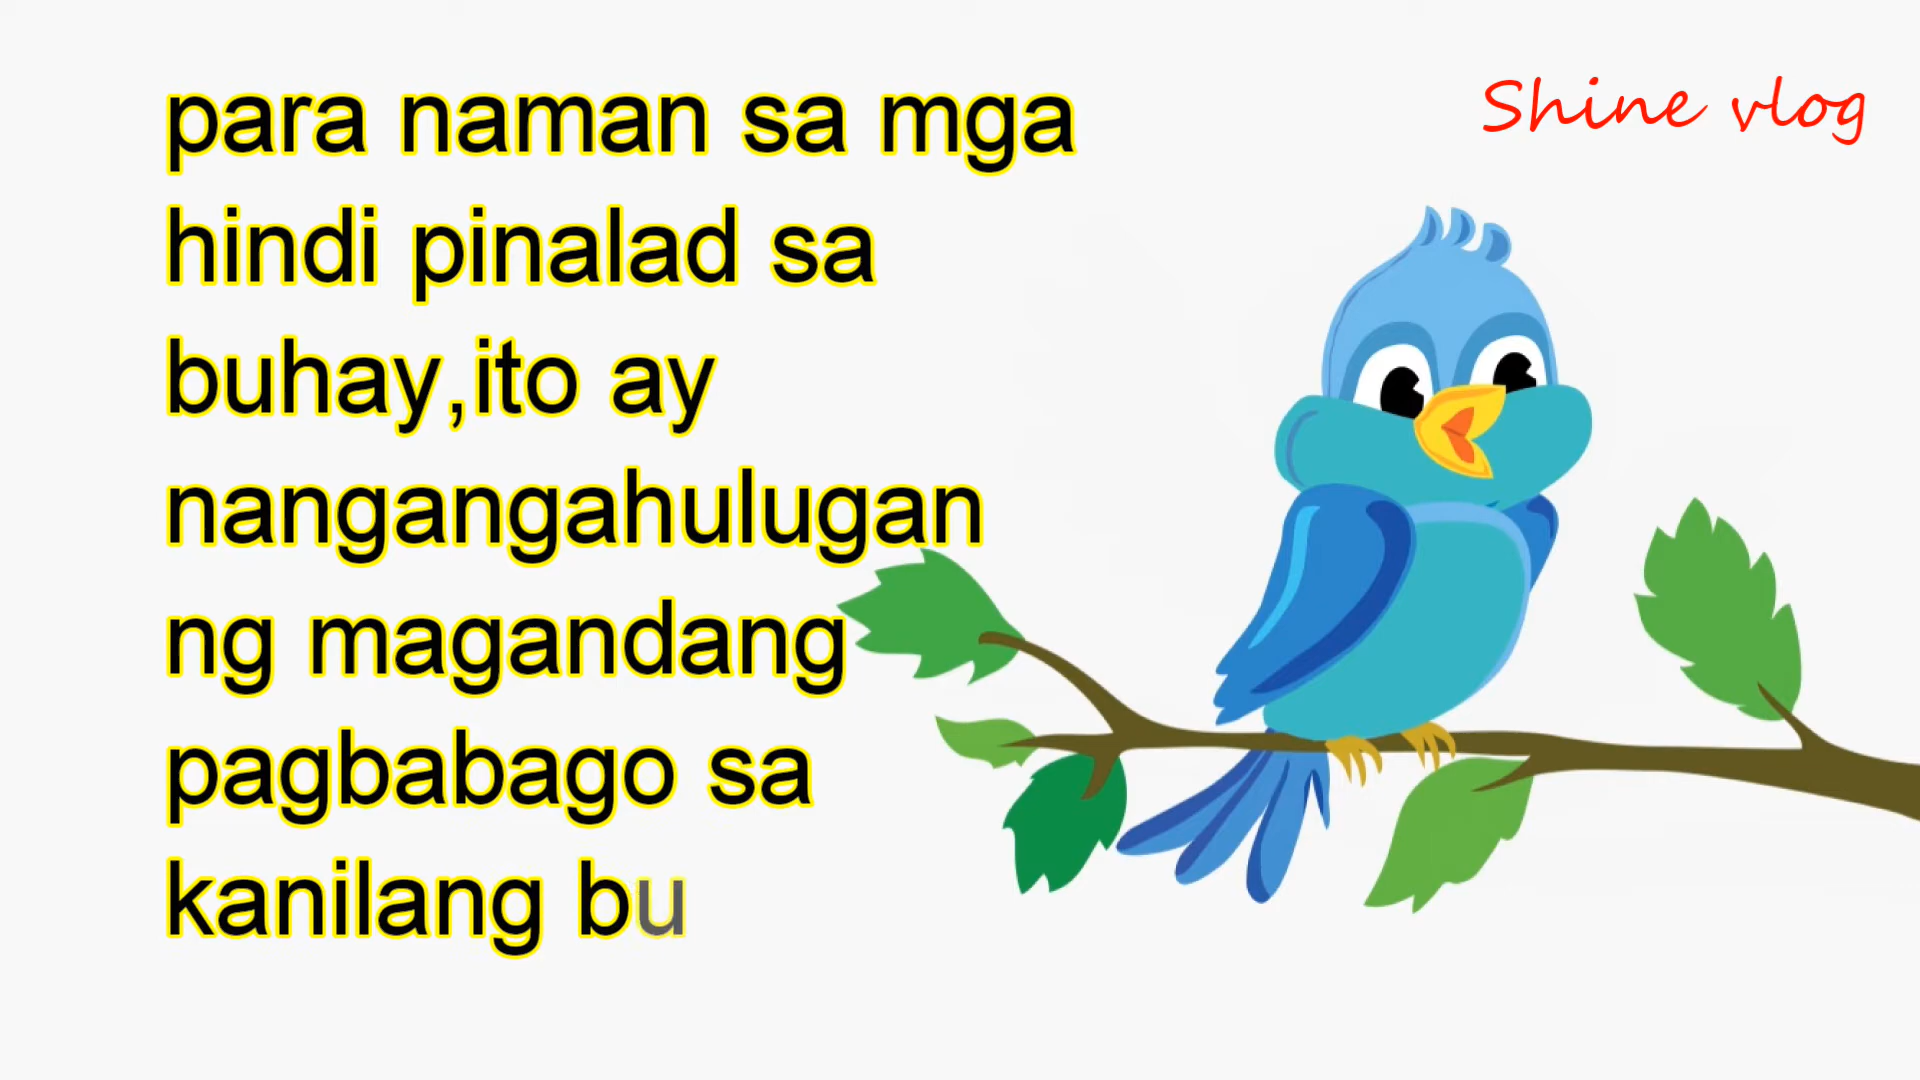 para naman sa mga
hindi pinalad sa
buhay,ito ay
nangangahulugan
ng magandang
pagbabago sa
kanilang bu
Shine vlog